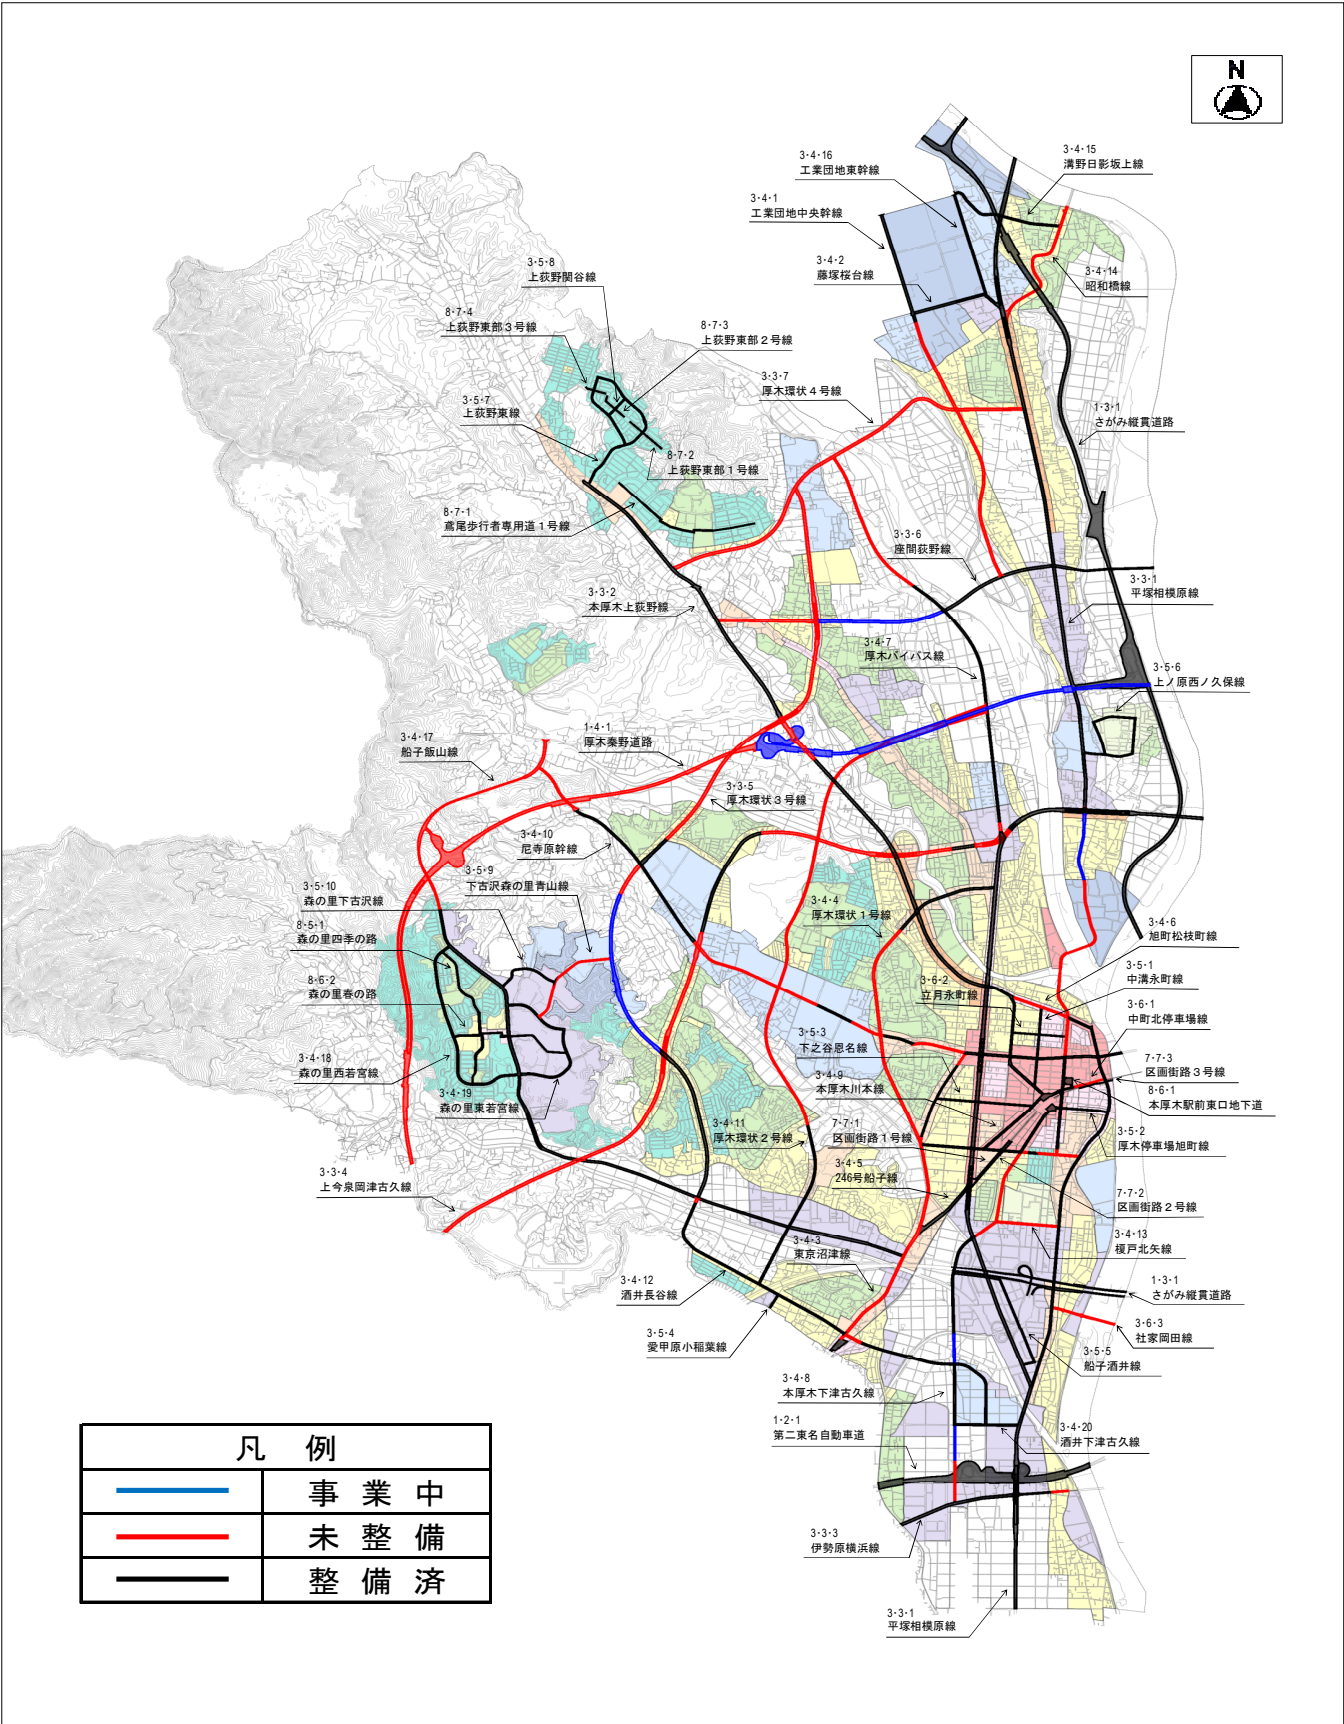 N
3・4・16
工業団地東幹線
3・4・15
溝野日影坂上線
3・4・1
工業団地中央幹線
3・4・2
藤塚桜台線
3・4・14
昭和橋線
3・5・8
上荻野関谷線
8・7・4
上荻野東部３号線
8・7・3
上荻野東部２号線
3・3・7
厚木環状４号線
3・5・7
上荻野東線
1・3・1
さがみ縦貫道路
8・7・2
上荻野東部１号線
8・7・1
鳶尾歩行者専用道１号線
3・3・6
座間荻野線
3・3・2
本厚木上荻野線
3・3・1
平塚相模原線
3・4・7
厚木バイパス線
3・5・6
上ノ原西ノ久保線
3・4・17
船子飯山線
1・4・1
厚木秦野道路
3・3・5
厚木環状３号線
3・4・10
尼寺原幹線
3・5・9
下古沢森の里青山線
3・5・10
森の里下古沢線
3・4・4
厚木環状１号線
8・5・1
森の里四季の路
3・4・6
旭町松枝町線
3・5・1
中溝永町線
8・6・2
森の里春の路
3・6・2
立月永町線
3・6・1
中町北停車場線
3・5・3
下之谷恩名線
3・4・18
森の里西若宮線
3・4・9
本厚木川本線
7・7・3
区画街路３号線
8・6・1
本厚木駅前東口地下道
3・4・19
森の里東若宮線
3・4・11
厚木環状２号線
7・7・1
区画街路１号線
3・5・2
厚木停車場旭町線
3・4・5
246号船子線
3・3・4
上今泉岡津古久線
7・7・2
区画街路２号線
3・4・13
榎戸北矢線
3・4・3
東京沼津線
3・4・12
酒井長谷線
1・3・1
さがみ縦貫道路
3・6・3
社家岡田線
3・5・4
愛甲原小稲葉線
3・5・5
船子酒井線
3・4・8
本厚木下津古久線
1・2・1
第二東名自動車道
3・4・20
酒井下津古久線
3・3・3
伊勢原横浜線
3・3・1
平塚相模原線
凡 例
事 業 中
未 整 備
整 備 済